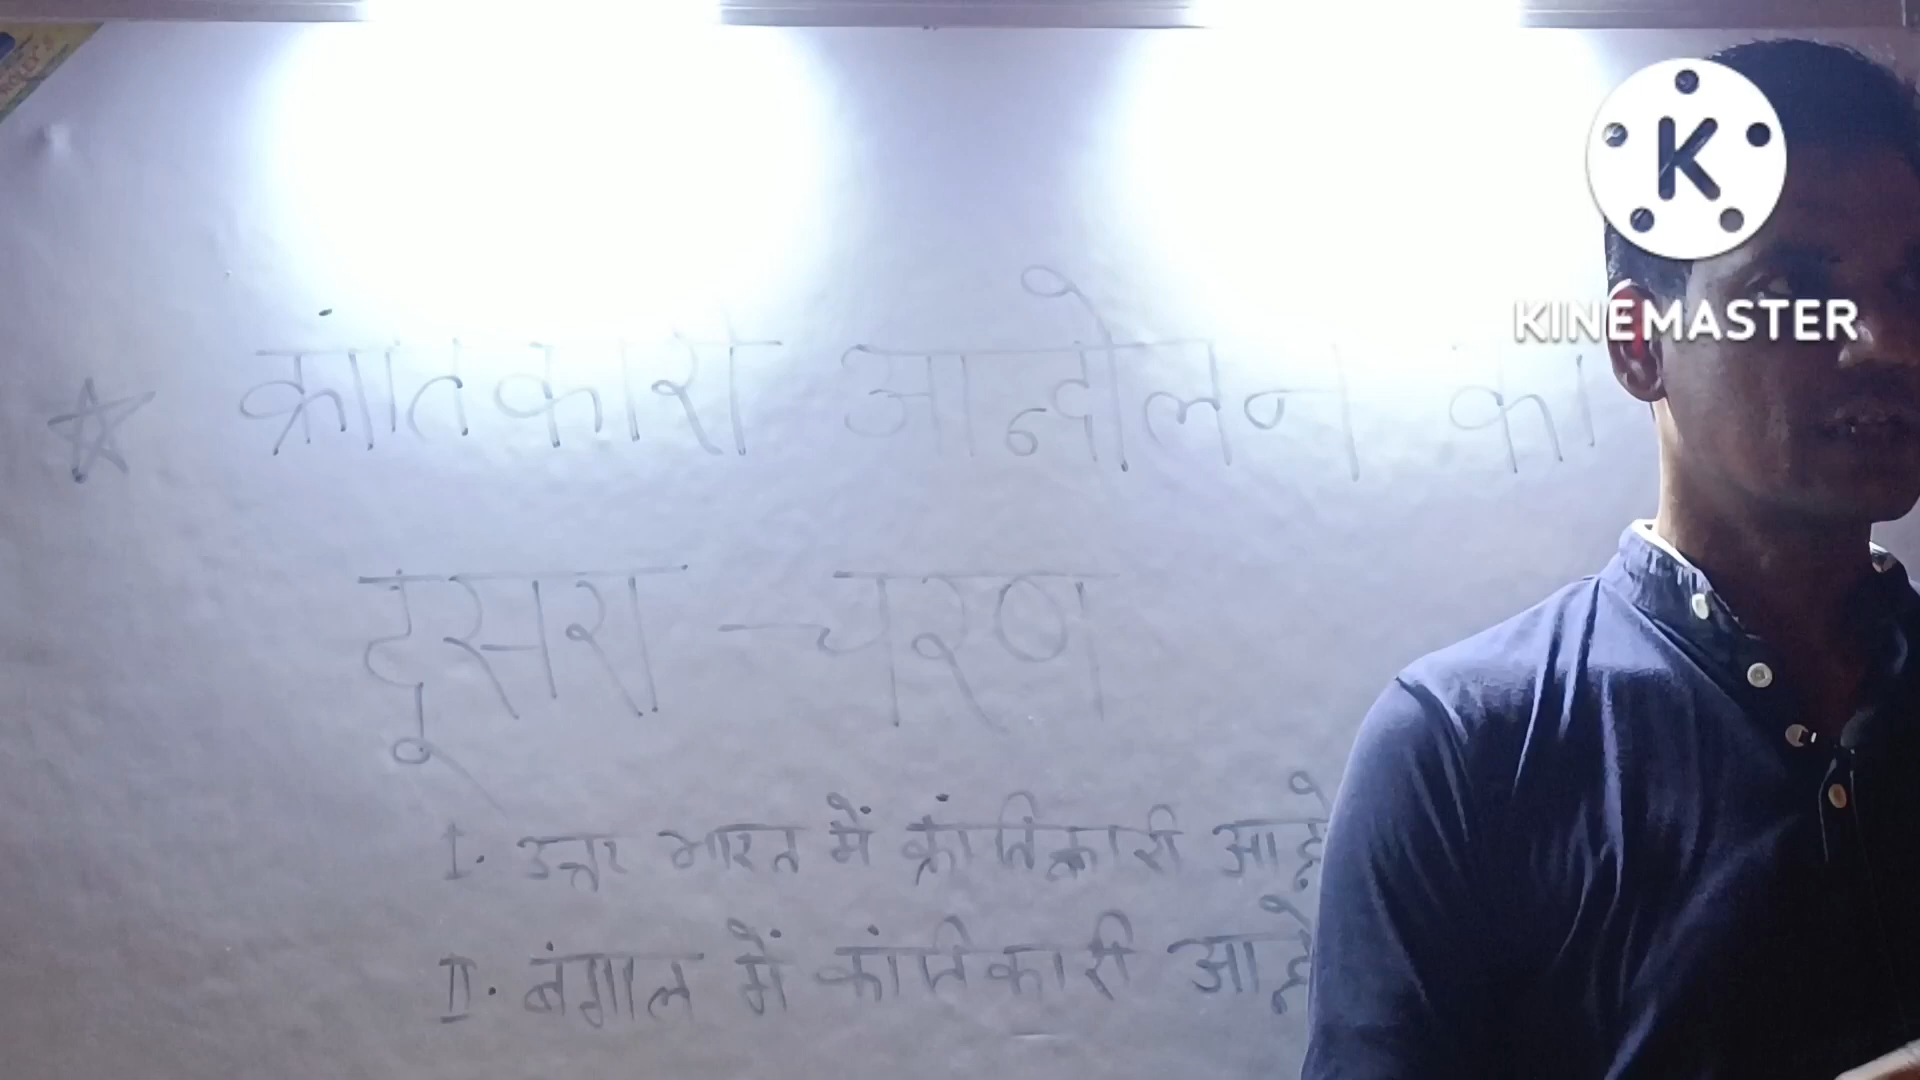 क्रांतिकारी आन्दोलन का
दूसरा चरण
I. उत्तर भारत में क्रांतिकारी
II. बंगाल में कांतिकारी
KINEMASTER